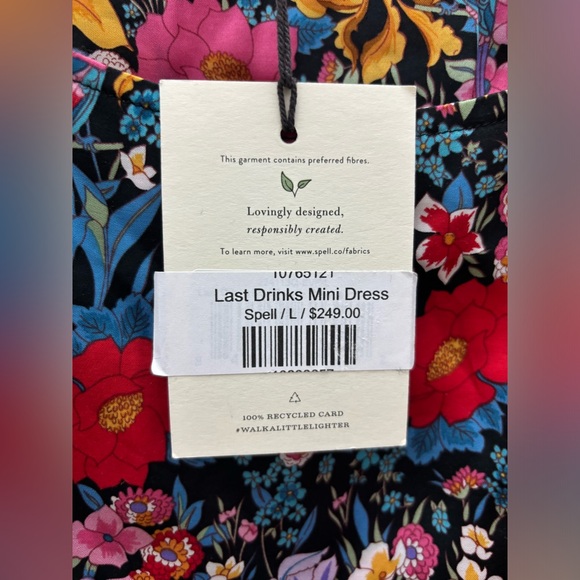 This garment contains preferred fibres.
Lovingly designed,
responsibly created.
To learn more, visit www.spell.co/fabrics
10765121
Last Drinks Mini Dress
Spell / L / $249.00
100% RECYCLED CARD
#WALKALITTLELIGHTER